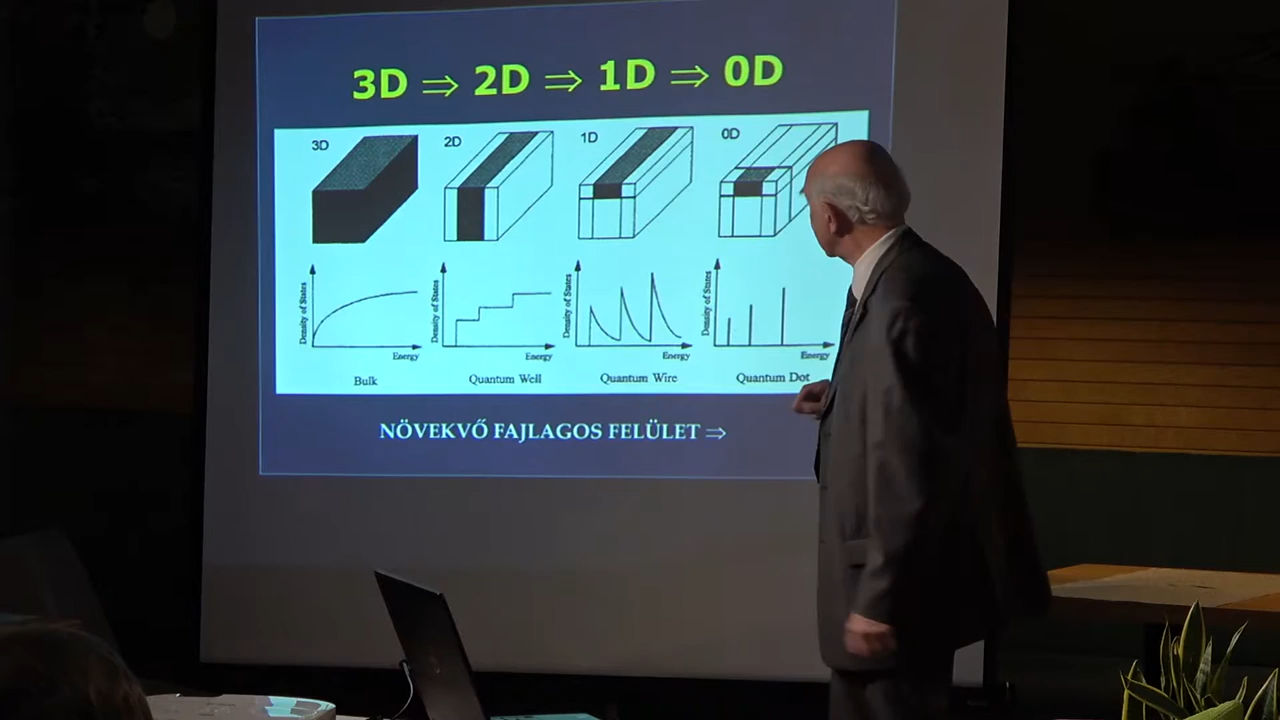 3D ⇒ 2D ⇒ 1D ⇒ 0D
3D 2D 1D 0D
Density of States Density of States Density of States Density of States
Energy Energy Energy Energy
Bulk Quantum Well Quantum Wire Quantum Dot
NÖVEKVŐ FAJLAGOS FELÜLET ⇒